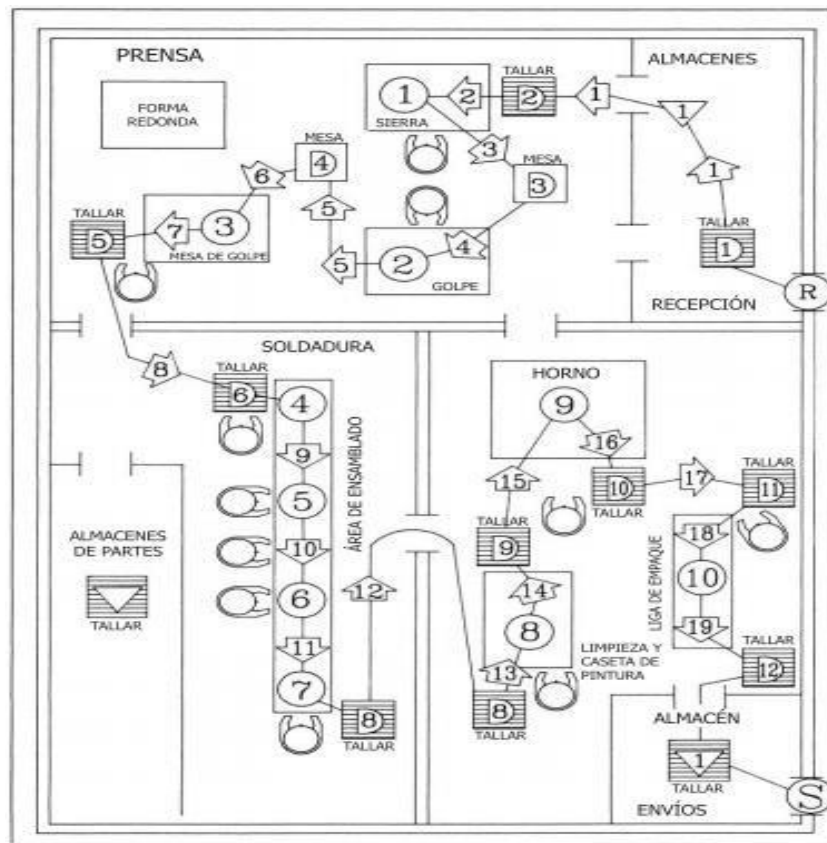 PRENSA
FORMA
REDONDA
1
SIERRA
2
TALLAR
2
1
ALMACENES
1
1
TALLAR
1
R
RECEPCIÓN
3
MESA
3
4
2
GOLPE
5
5
MESA
4
6
3
7
MESA DE GOLPE
TALLAR
5
8
SOLDADURA
TALLAR
6
4
9
5
10
6
11
7
ÁREA DE ENSAMBLADO
TALLAR
8
12
ALMACENES
DE PARTES
TALLAR
HORNO
9
15
16
TALLAR
9
14
8
13
TALLAR
8
LIMPIEZA Y
CASETA DE
PINTURA
10
TALLAR
17
TALLAR
11
18
10
19
LIGA DE EMPAQUE
TALLAR
12
ALMACÉN
1
TALLAR
ENVÍOS
S